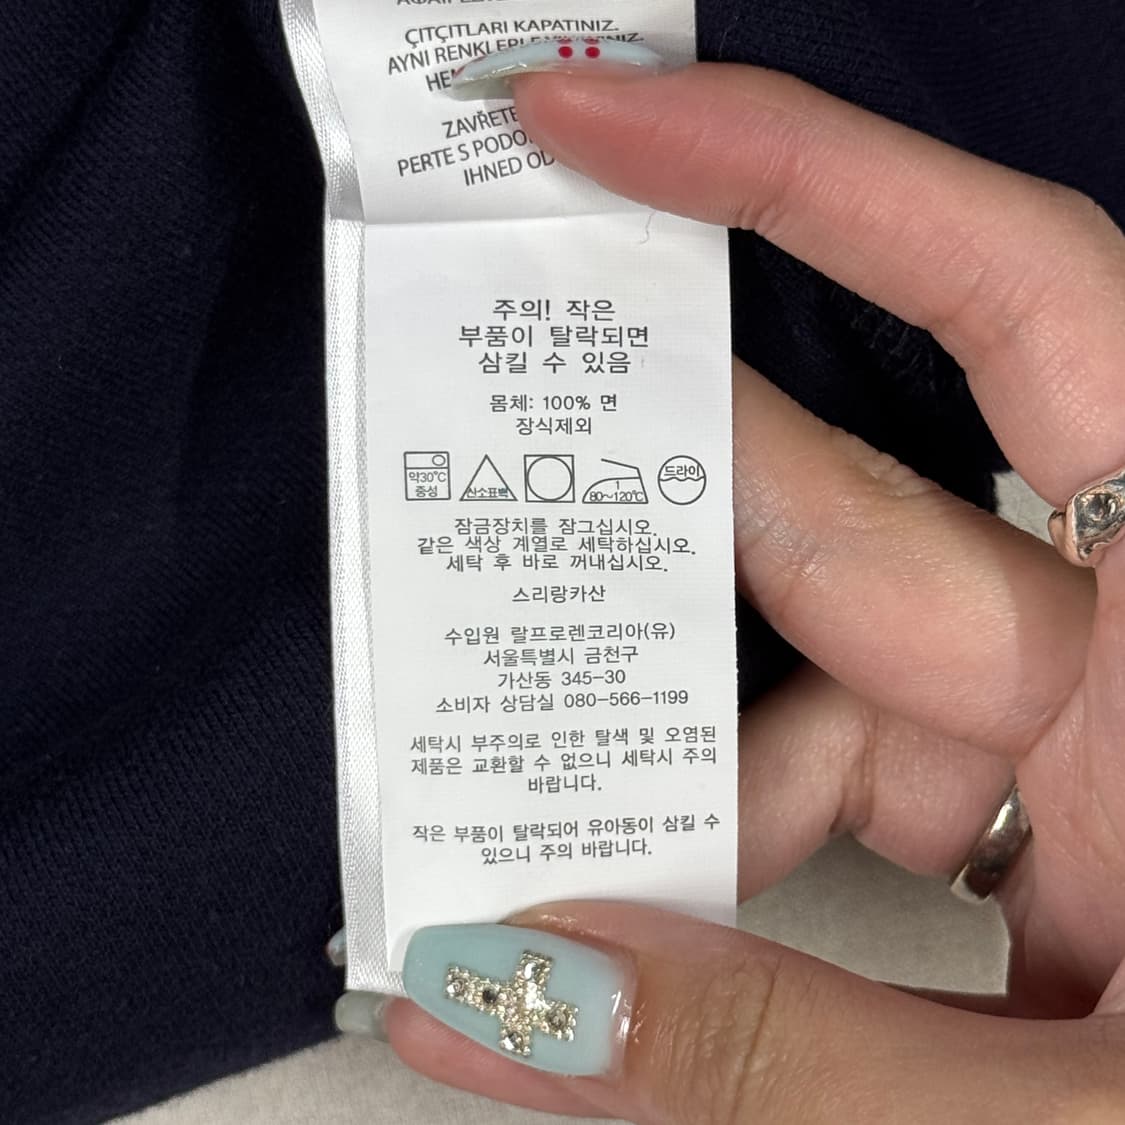 ÇITÇITLARI KAPATINIZ.
AYNI
ZAVŘETE
PERTE S
IHNED OD
주의! 작은
부품이 탈락되면
삼킬 수 있음
몸체: 100% 면
장식제외
약30℃
중성
산소표백
1
80~120℃
드라이
잠금장치를 잠그십시오.
같은 색상 계열로 세탁하십시오.
세탁 후 바로 꺼내십시오.
스리랑카산
수입원 랄프로렌코리아(유)
서울특별시 금천구
가산동 345-30
소비자 상담실 080-566-1199
세탁시 부주의로 인한 탈색 및 오염된
제품은 교환할 수 없으니 세탁시 주의
바랍니다.
작은 부품이 탈락되어 유아동이 삼킬 수
있으니 주의 바랍니다.